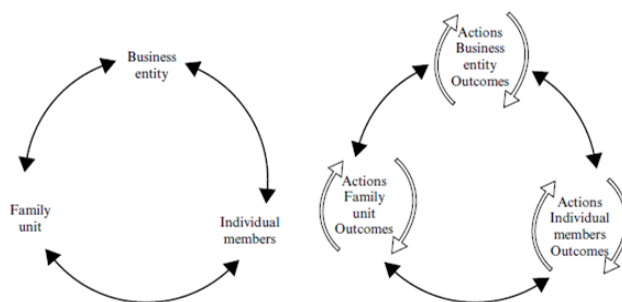 Business
entity
Family
unit
Individual
members
Actions
Business
entity
Outcomes
Actions
Family
unit
Outcomes
Actions
Individual
members
Outcomes